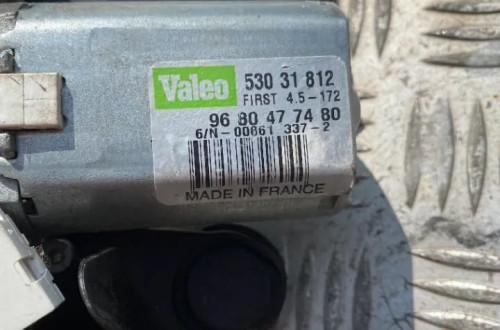 Valeo 530 31 812
FIRST 4.5-172
96 80 47 74 80
6/N-00661 337-2
MADE IN FRANCE